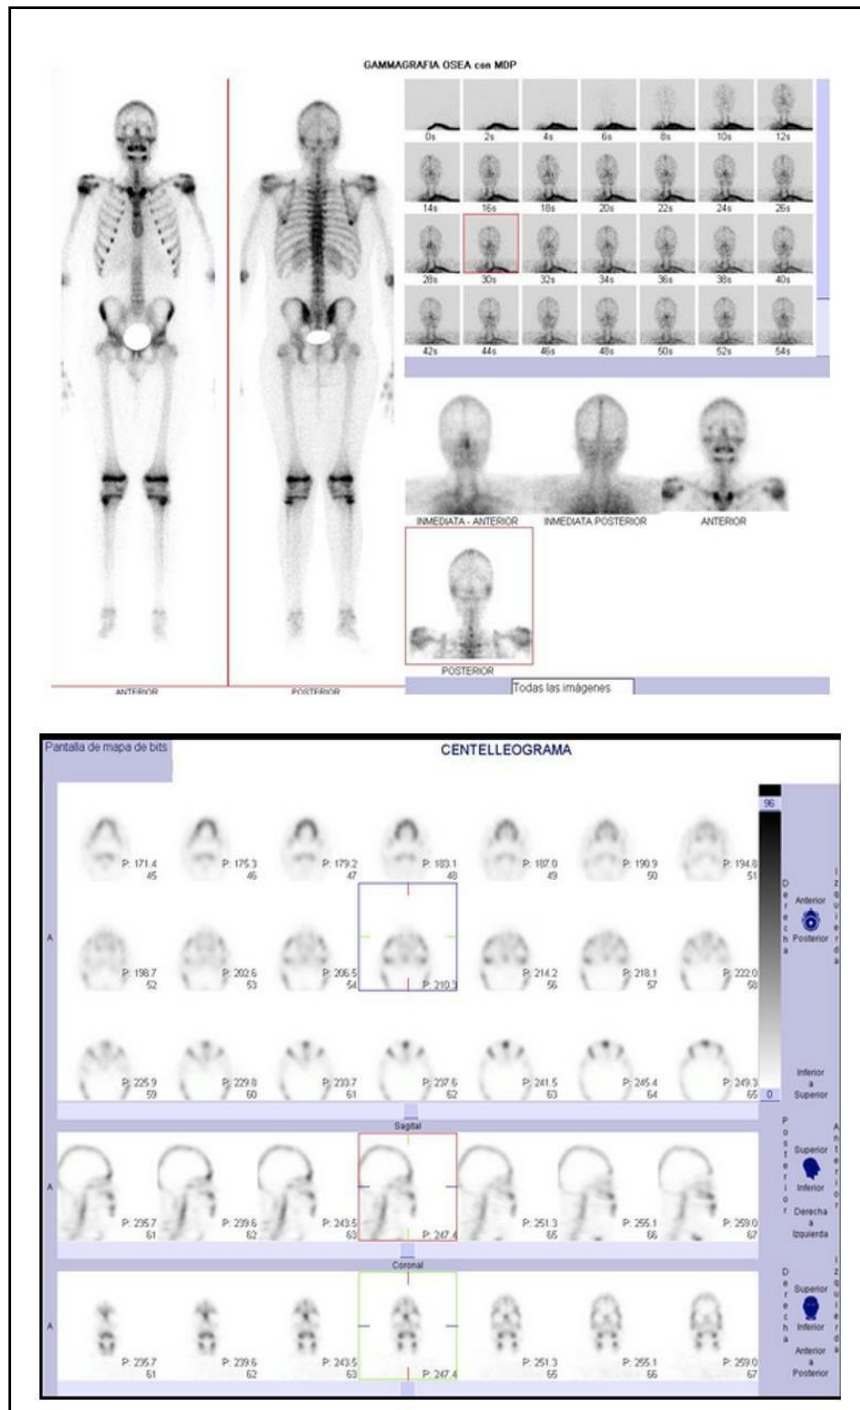 GAMMAGRAFIA OSEA con MDP
0s 2s 4s 6s 8s 10s 12s
14s 16s 18s 20s 22s 24s 26s
28s 30s 32s 34s 36s 38s 40s
42s 44s 46s 48s 50s 52s 54s
INMEDIATA - ANTERIOR INMEDIATA POSTERIOR ANTERIOR
POSTERIOR
ANTERIOR POSTERIOR
Todas las imágenes
Pantalla de mapa de bits
CENTELLEOGRAMA
96
P: 171.4 P: 175.3 P: 179.2 P: 183.1 P: 187.0 P: 190.9 P: 194.8
45 46 47 48 49 50 51
Derecha
Anterior
Posterior
Izquierda
A
P: 198.7 P: 202.6 P: 206.5 P: 210.3 P: 214.2 P: 218.1 P: 222.0
52 53 54 56 57 58
P: 225.9 P: 229.8 P: 233.7 P: 237.6 P: 241.5 P: 245.4 P: 249.3
59 60 61 62 63 64 65
0
Inferior
a
Superior
Sagital
A
P: 235.7 P: 239.6 P: 243.5 P: 247.4 P: 251.3 P: 255.1 P: 259.0
61 62 63 65 66 67
Posterior
Superior
Inferior
Anterior
Derecha
a
Izquierda
Coronal
A
P: 235.7 P: 239.6 P: 243.5 P: 247.4 P: 251.3 P: 255.1 P: 259.0
61 62 63 65 66 67
Derecha
Superior
Inferior
Izquierda
Anterior
a
Posterior